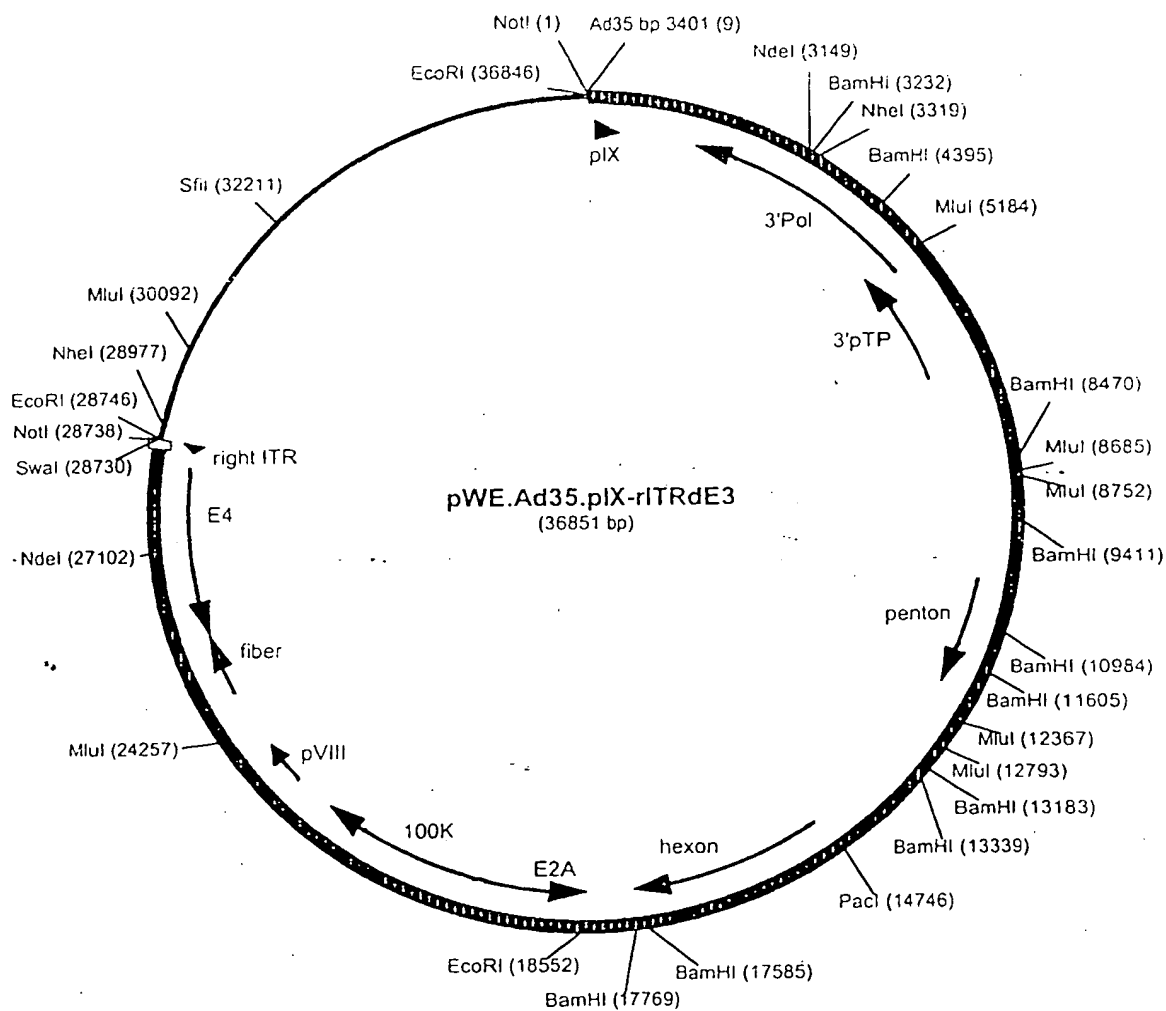 NotI (1)
Ad35 bp 3401 (9)
EcoRI (36846)
NdeI (3149)
BamHI (3232)
NheI (3319)
pIX
BamHI (4395)
SfiI (32211)
MluI (5184)
3'Pol
MluI (30092)
3'pTP
NheI (28977)
BamHI (8470)
EcoRI (28746)
NotI (28738)
MluI (8685)
SwaI (28730)
right ITR
MluI (8752)
pWE.Ad35.pIX-rITRdE3
(36851 bp)
E4
NdeI (27102)
BamHI (9411)
penton
fiber
BamHI (10984)
BamHI (11605)
MluI (12367)
MluI (24257)
pVIII
MluI (12793)
BamHI (13183)
100K
hexon
BamHI (13339)
E2A
PacI (14746)
EcoRI (18552)
BamHI (17585)
BamHI (17769)